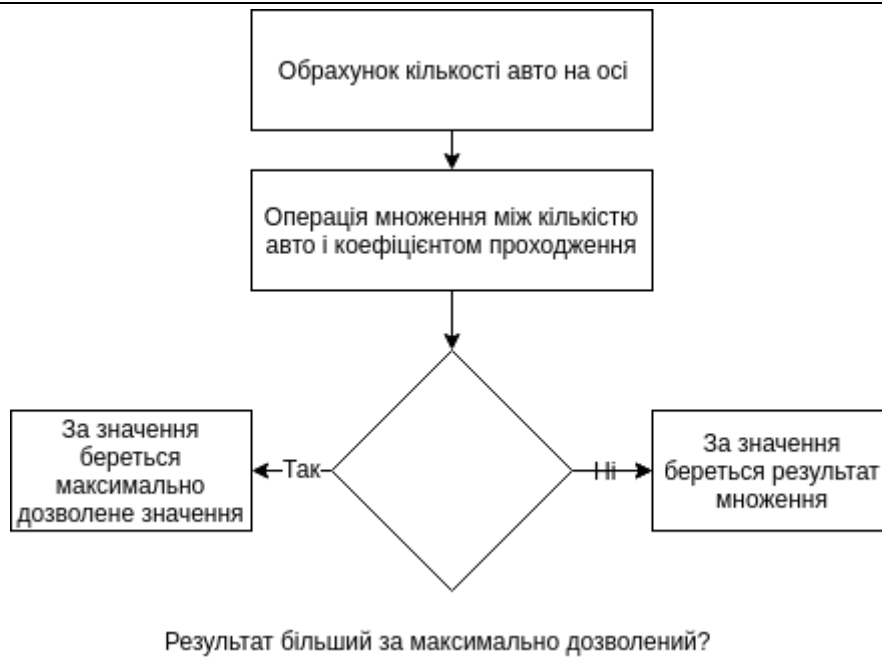 Обрахунок кількості авто на осі
Операція множення між кількістю
авто і коефіцієнтом проходження
За значення
береться
максимально
дозволене значення
Так
Ні
За значення
береться результат
множення
Результат більший за максимально дозволений?